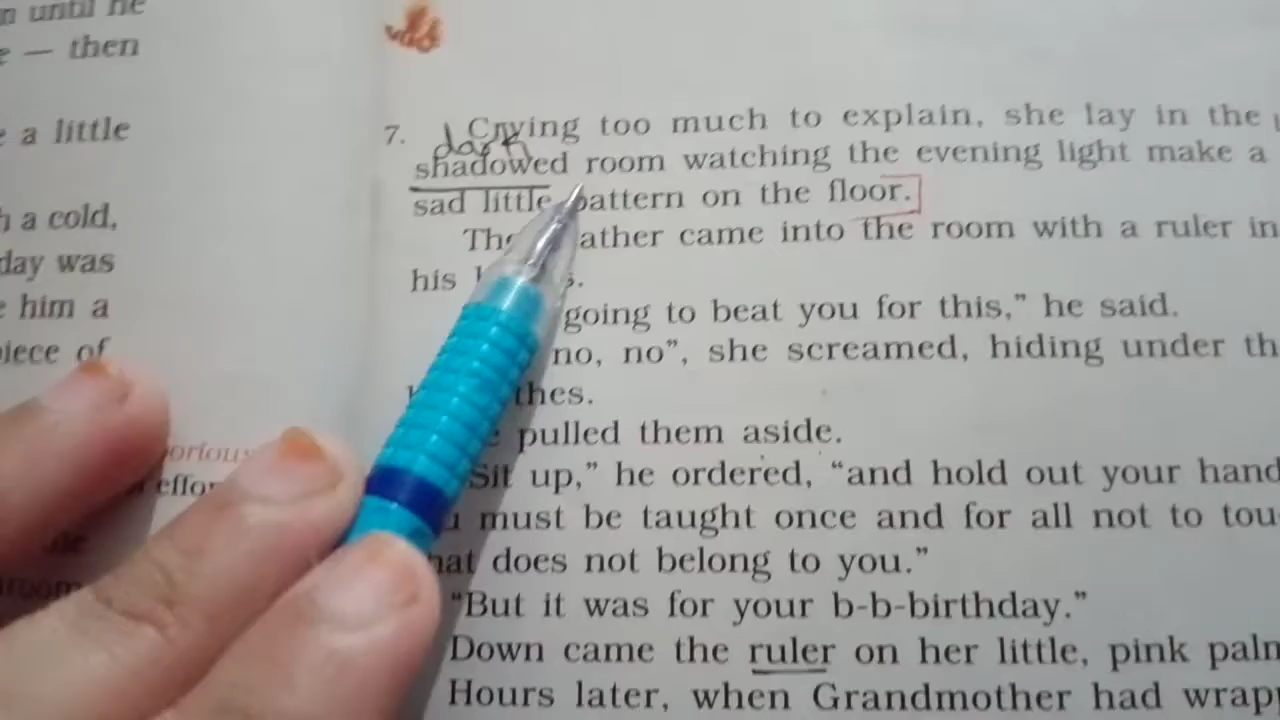 n until he
— then
a little
a cold,
day was
him a
piece of
7. Crying too much to explain, she lay in the
dark
shadowed room watching the evening light make a
sad little pattern on the floor.
ather came into the room with a ruler in
his
going to beat you for this,” he said.
no, no”, she screamed, hiding under th
thes.
pulled them aside.
Sit up,” he ordered, “and hold out your hand
must be taught once and for all not to tou
hat does not belong to you.”
“But it was for your b-b-birthday.”
Down came the ruler on her little, pink palm
Hours later, when Grandmother had wrapp